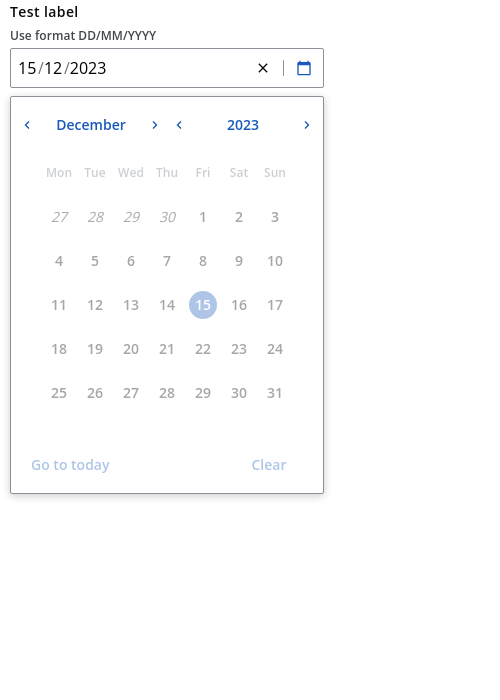 Test label
Use format DD/MM/YYYY
15/12/2023
December 2023
Mon Tue Wed Thu Fri Sat Sun
27 28 29 30 1 2 3
4 5 6 7 8 9 10
11 12 13 14 15 16 17
18 19 20 21 22 23 24
25 26 27 28 29 30 31
Go to today Clear